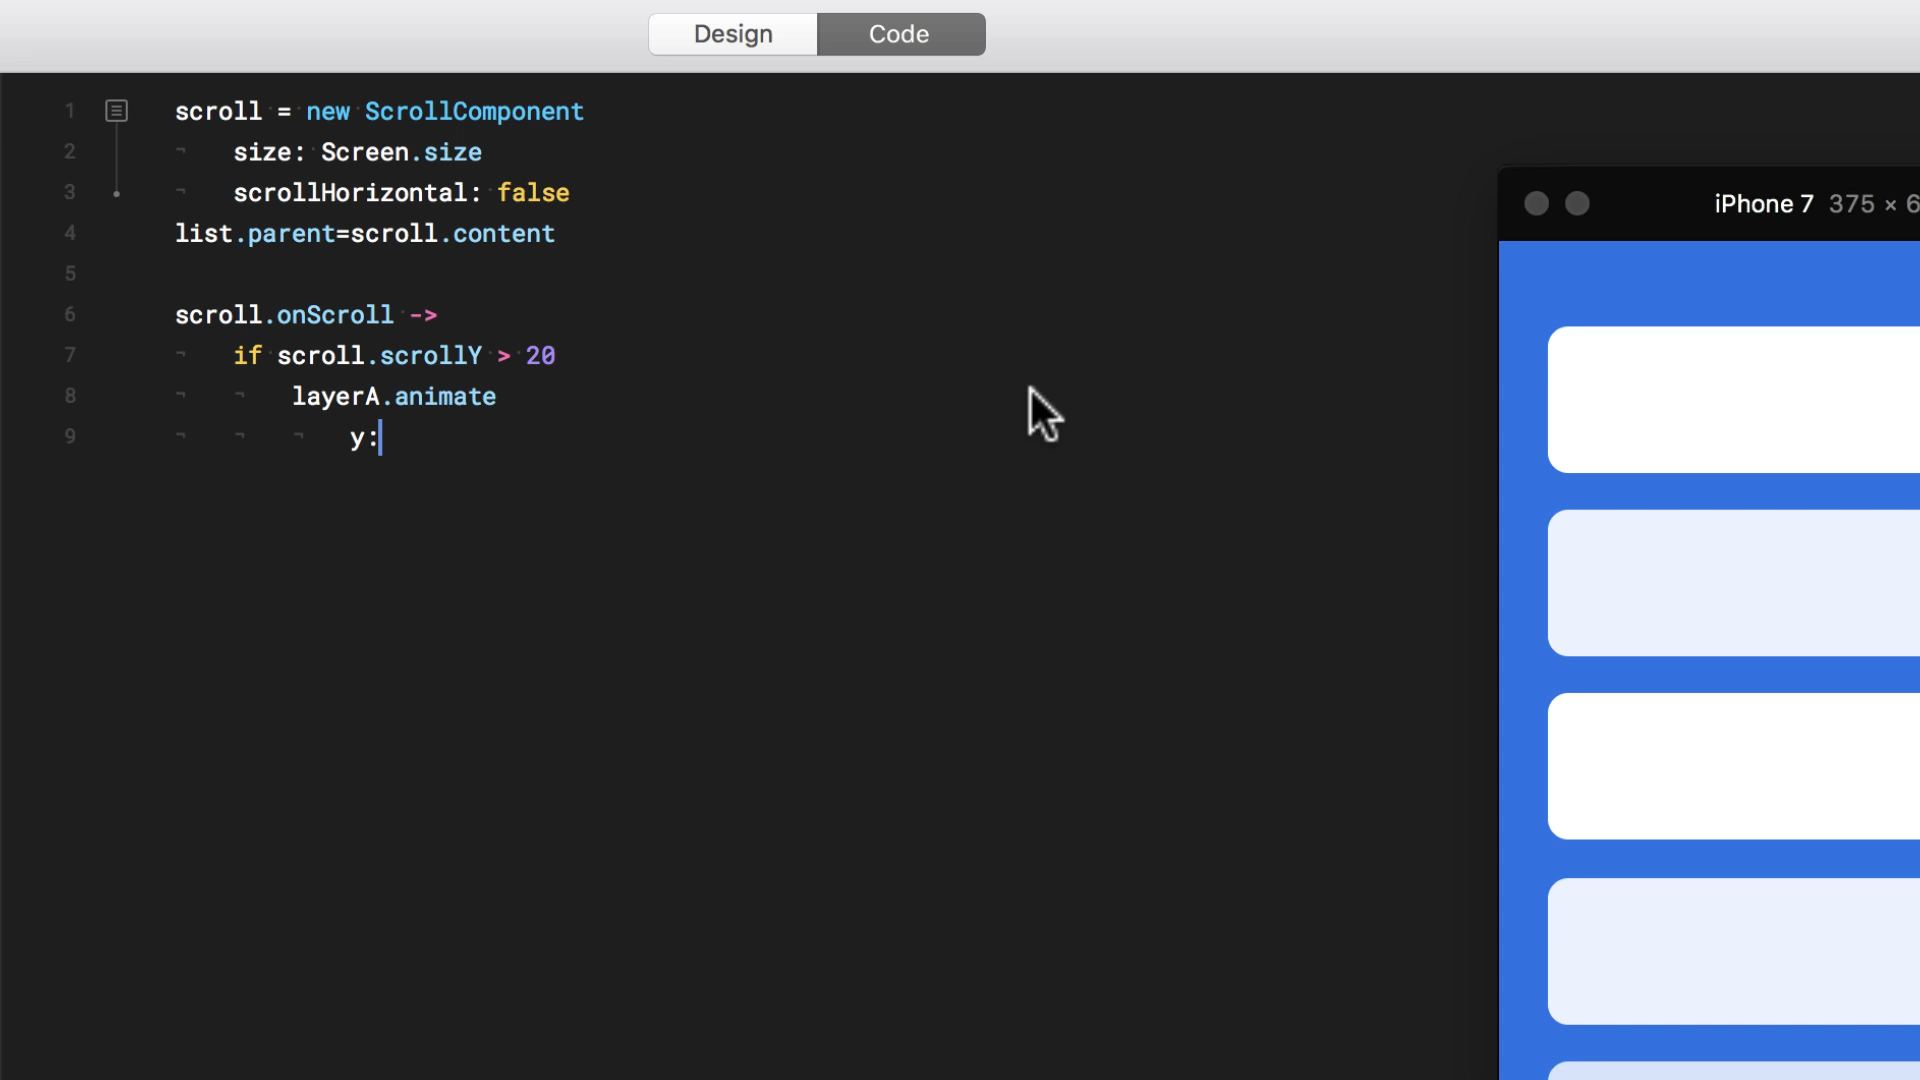 Design Code
1 scroll = new ScrollComponent
2 size: Screen.size
3 scrollHorizontal: false
4 list.parent=scroll.content
5
6 scroll.onScroll ->
7 if scroll.scrollY > 20
8 layerA.animate
9 y:
iPhone 7 375 × 6